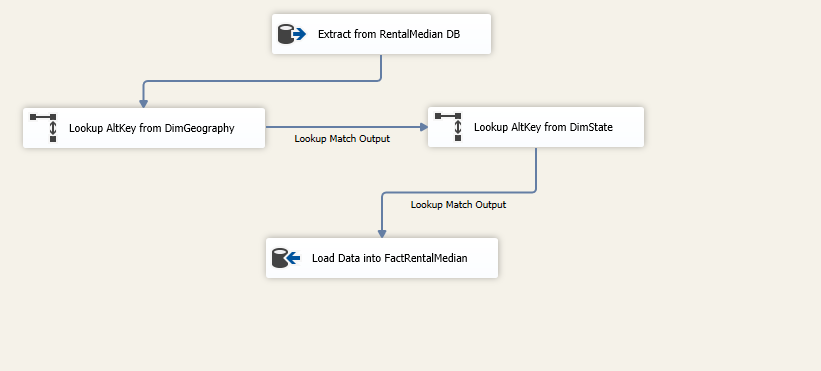 Extract from RentalMedian DB
Lookup AltKey from DimGeography
Lookup Match Output
Lookup AltKey from DimState
Lookup Match Output
Load Data into FactRentalMedian